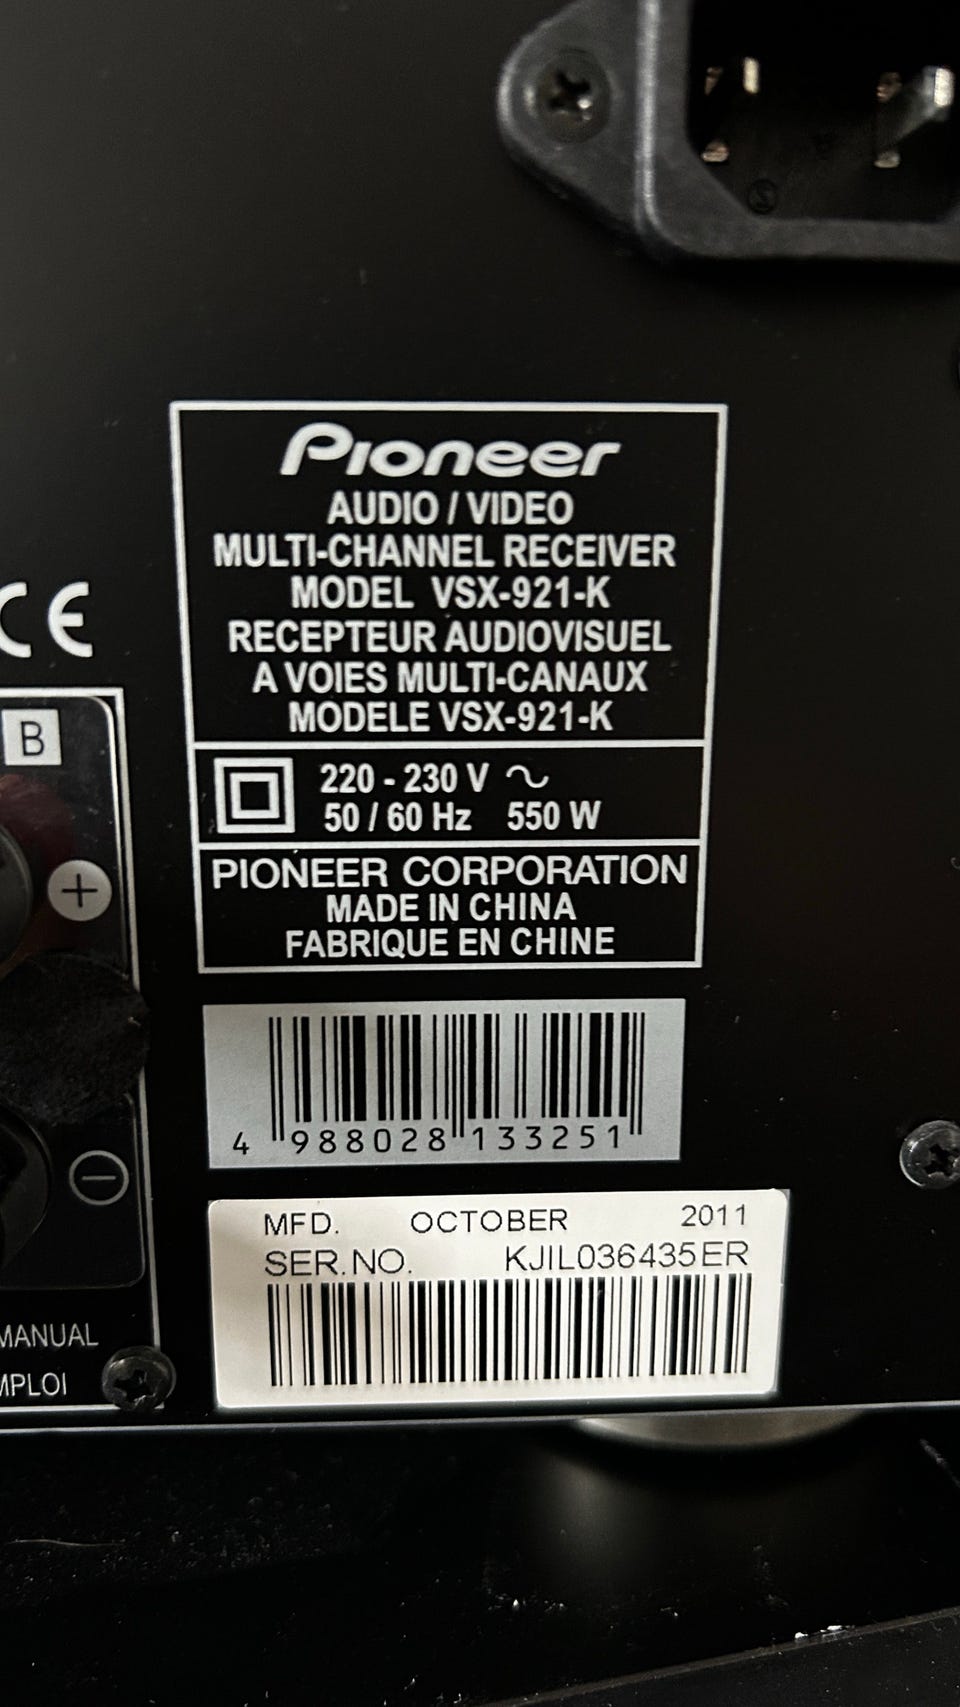 Pioneer
AUDIO / VIDEO
MULTI-CHANNEL RECEIVER
MODEL VSX-921-K
RECEPTEUR AUDIOVISUEL
A VOIES MULTI-CANAUX
MODELE VSX-921-K
CE
B
220 - 230 V ~
50 / 60 Hz 550 W
+
PIONEER CORPORATION
MADE IN CHINA
FABRIQUE EN CHINE
4 988028 133251
−
MFD. OCTOBER 2011
SER.NO. KJIL036435ER
MANUAL
MPLOI